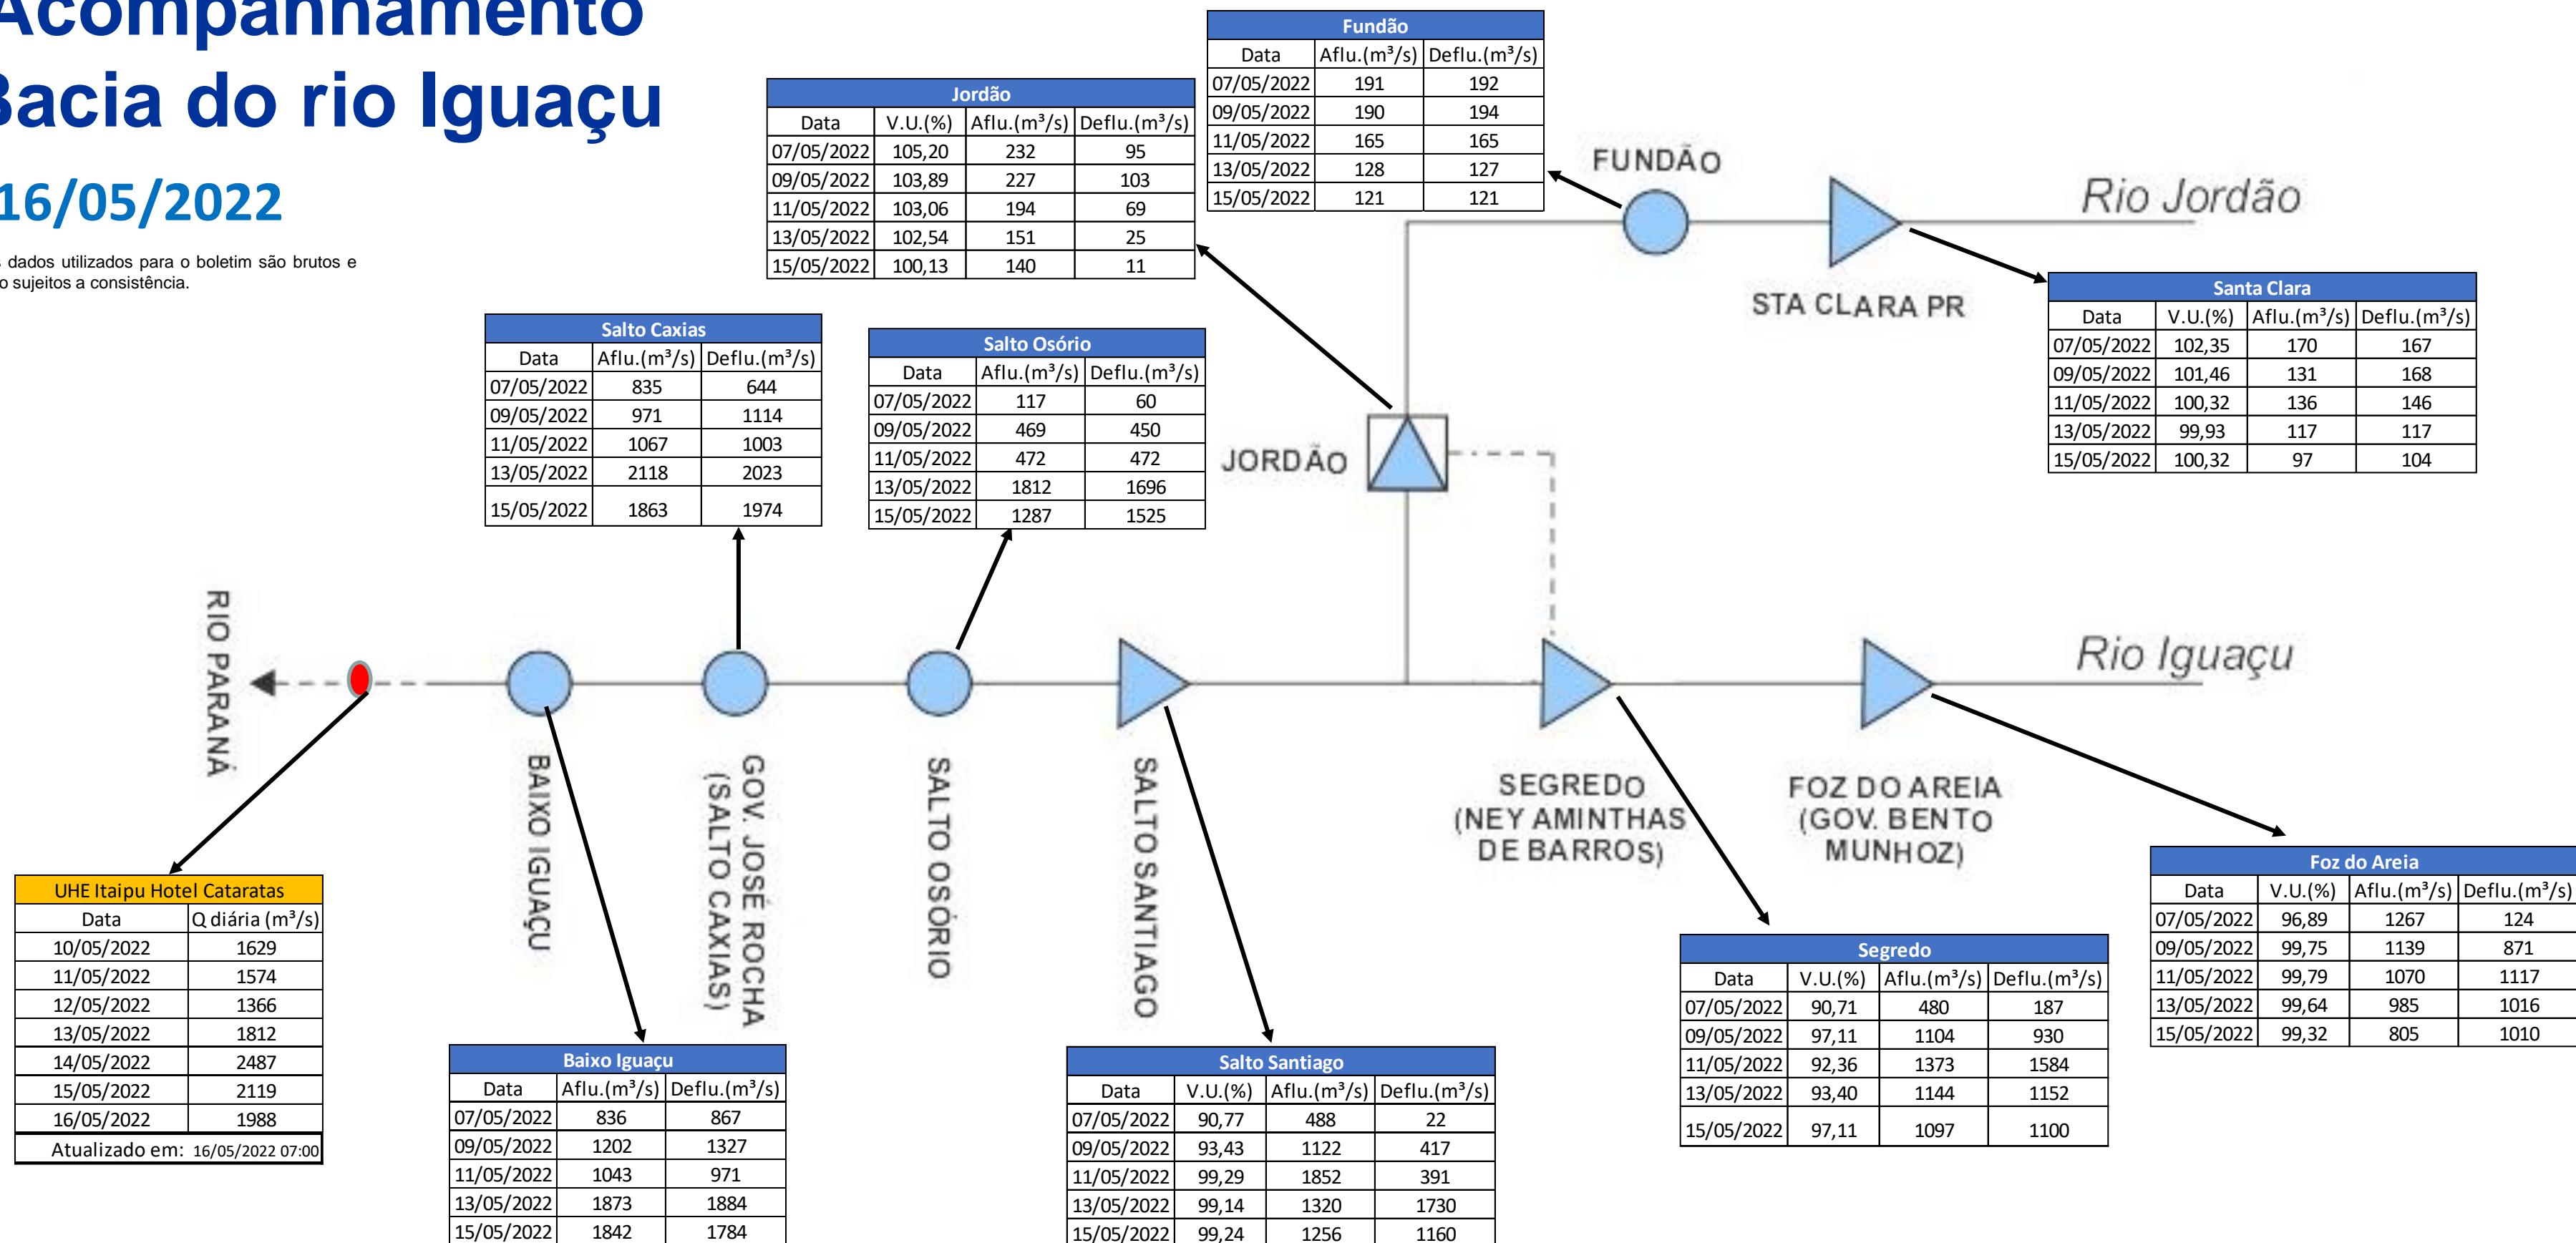 Acompanhamento
Bacia do rio Iguaçu
16/05/2022
s dados utilizados para o boletim são brutos e
o sujeitos a consistência.
Fundão
Data Aflu.(m³/s) Deflu.(m³/s)
07/05/2022 191 192
09/05/2022 190 194
11/05/2022 165 165
13/05/2022 128 127
15/05/2022 121 121
Jordão
Data V.U.(%) Aflu.(m³/s) Deflu.(m³/s)
07/05/2022 105,20 232 95
09/05/2022 103,89 227 103
11/05/2022 103,06 194 69
13/05/2022 102,54 151 25
15/05/2022 100,13 140 11
FUNDÃO
Rio Jordão
STA CLARA PR
Santa Clara
Data V.U.(%) Aflu.(m³/s) Deflu.(m³/s)
07/05/2022 102,35 170 167
09/05/2022 101,46 131 168
11/05/2022 100,32 136 146
13/05/2022 99,93 117 117
15/05/2022 100,32 97 104
Salto Caxias
Data Aflu.(m³/s) Deflu.(m³/s)
07/05/2022 835 644
09/05/2022 971 1114
11/05/2022 1067 1003
13/05/2022 2118 2023
15/05/2022 1863 1974
Salto Osório
Data Aflu.(m³/s) Deflu.(m³/s)
07/05/2022 117 60
09/05/2022 469 450
11/05/2022 472 472
13/05/2022 1812 1696
15/05/2022 1287 1525
JORDÃO
RIO PARANÁ
Rio Iguaçu
BAIXO IGUAÇU
GOV. JOSÉ ROCHA
(SALTO CAXIAS)
SALTO OSÓRIO
SALTO SANTIAGO
SEGREDO
(NEY AMINTHAS
DE BARROS)
FOZ DO AREIA
(GOV. BENTO
MUNHOZ)
UHE Itaipu Hotel Cataratas
Data Q diária (m³/s)
10/05/2022 1629
11/05/2022 1574
12/05/2022 1366
13/05/2022 1812
14/05/2022 2487
15/05/2022 2119
16/05/2022 1988
Atualizado em: 16/05/2022 07:00
Baixo Iguaçu
Data Aflu.(m³/s) Deflu.(m³/s)
07/05/2022 836 867
09/05/2022 1202 1327
11/05/2022 1043 971
13/05/2022 1873 1884
15/05/2022 1842 1784
Salto Santiago
Data V.U.(%) Aflu.(m³/s) Deflu.(m³/s)
07/05/2022 90,77 488 22
09/05/2022 93,43 1122 417
11/05/2022 99,29 1852 391
13/05/2022 99,14 1320 1730
15/05/2022 99,24 1256 1160
Segredo
Data V.U.(%) Aflu.(m³/s) Deflu.(m³/s)
07/05/2022 90,71 480 187
09/05/2022 97,11 1104 930
11/05/2022 92,36 1373 1584
13/05/2022 93,40 1144 1152
15/05/2022 97,11 1097 1100
Foz do Areia
Data V.U.(%) Aflu.(m³/s) Deflu.(m³/s)
07/05/2022 96,89 1267 124
09/05/2022 99,75 1139 871
11/05/2022 99,79 1070 1117
13/05/2022 99,64 985 1016
15/05/2022 99,32 805 1010